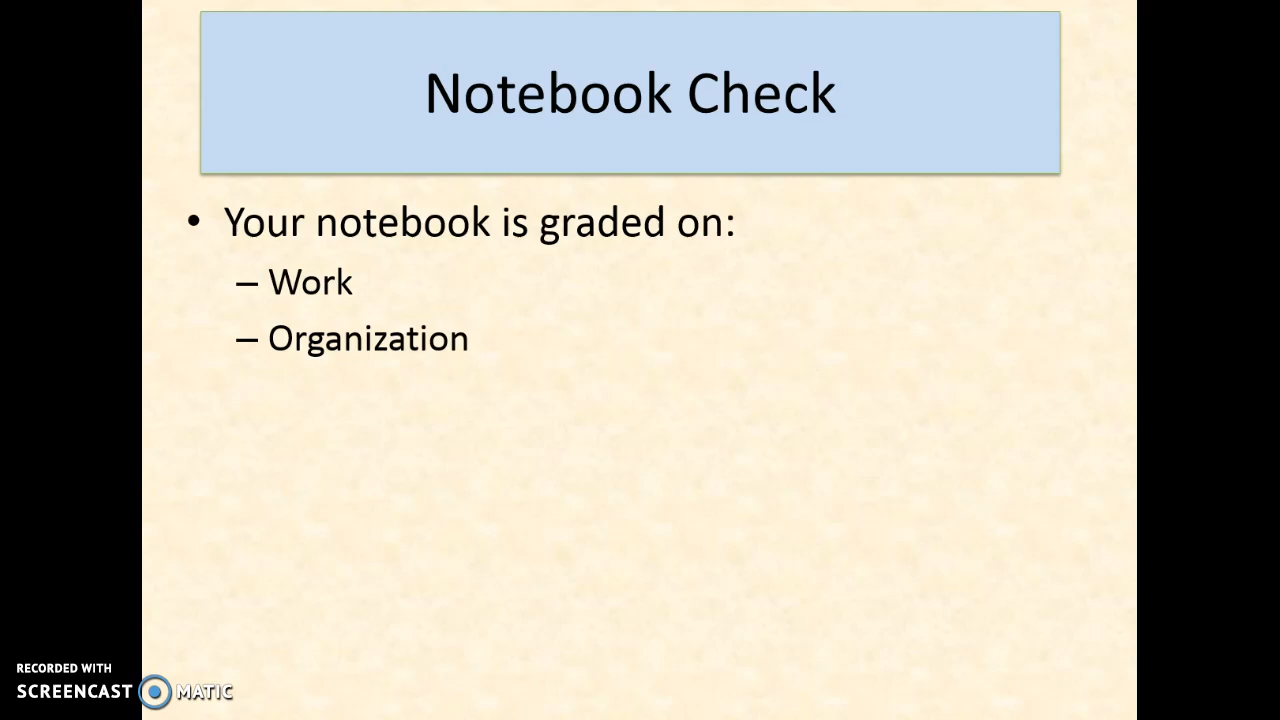 Notebook Check
• Your notebook is graded on:
– Work
– Organization
RECORDED WITH
SCREENCAST MATIC